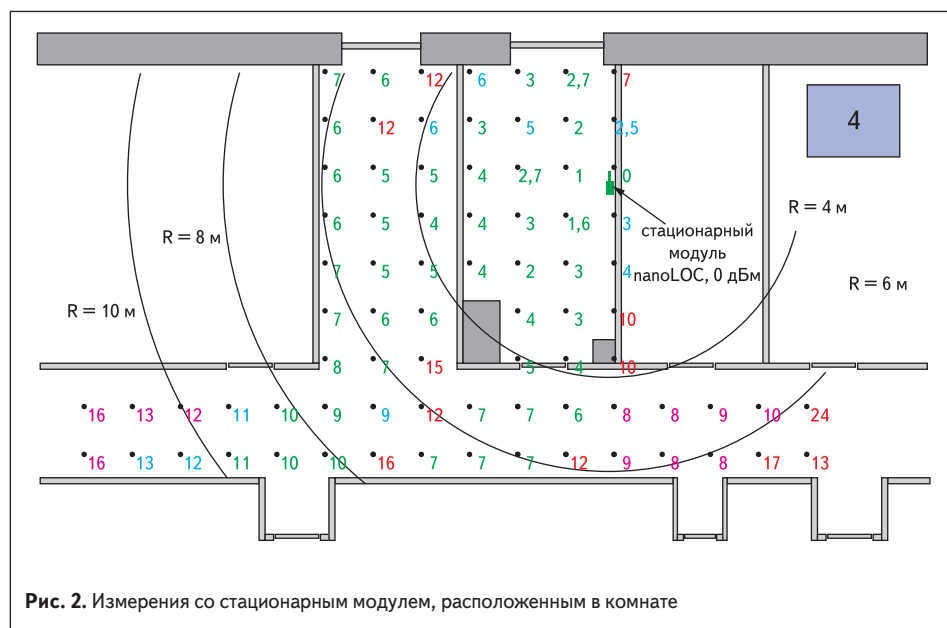 7 6 12 6 3 2,7 7
6 12 6 3 5 2 2,5
4
6 5 5 4 2,7 1 0
R = 4 м
6 5 4 4 3 1,6 3
стационарный
модуль
nanoLOC, 0 дБм
R = 8 м
7 5 5 4 2 3 4
R = 6 м
R = 10 м
7 6 6 4 3 10
8 7 15 5 4 10
16 13 12 11 10 9 9 12 7 7 6 8 8 9 10 24
16 13 12 11 10 10 16 7 7 7 12 9 8 8 17 13
Рис. 2. Измерения со стационарным модулем, расположенным в комнате